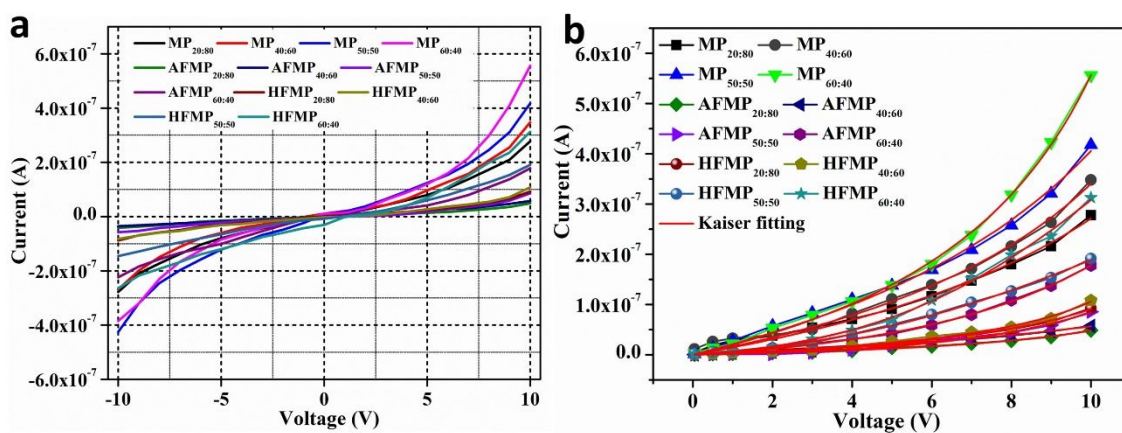 a
6.0x10⁻⁷
4.0x10⁻⁷
2.0x10⁻⁷
0.0
-2.0x10⁻⁷
-4.0x10⁻⁷
-6.0x10⁻⁷
Current (A)
MP20:80 MP40:60 MP50:50 MP60:40
AFMP20:80 AFMP40:60 AFMP50:50
AFMP60:40 HFMP20:80 HFMP40:60
HFMP50:50 HFMP60:40
-10 -5 0 5 10
Voltage (V)
b
6.0x10⁻⁷
5.0x10⁻⁷
4.0x10⁻⁷
3.0x10⁻⁷
2.0x10⁻⁷
1.0x10⁻⁷
0.0
Current (A)
MP20:80 MP40:60
MP50:50 MP60:40
AFMP20:80 AFMP40:60
AFMP50:50 AFMP60:40
HFMP20:80 HFMP40:60
HFMP50:50 HFMP60:40
Kaiser fitting
0 2 4 6 8 10
Voltage (V)